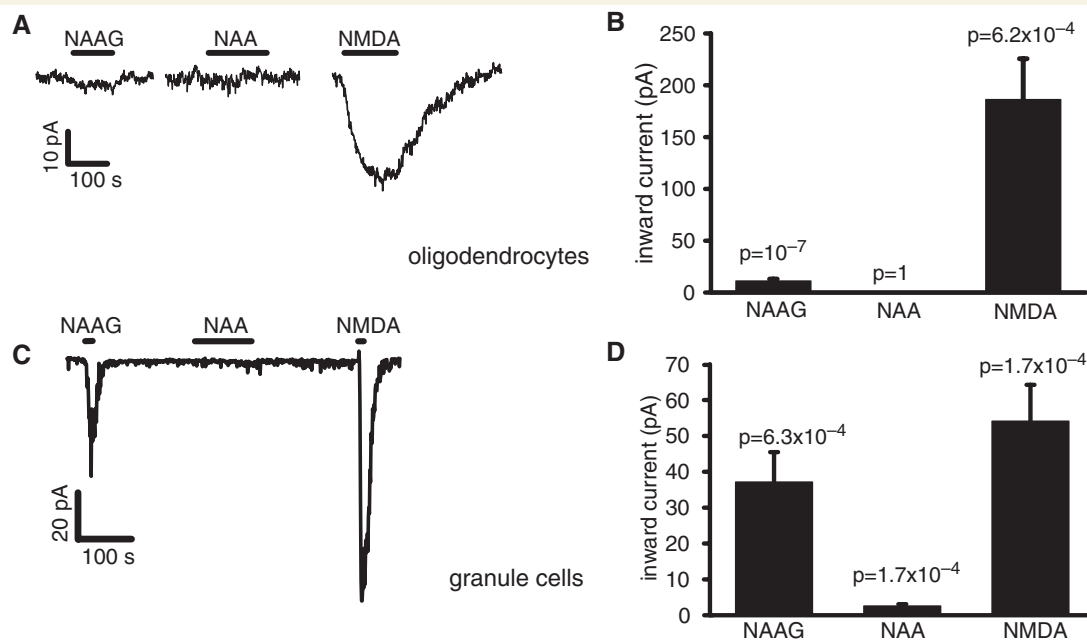 A
NAAG NAA NMDA
10 pA
100 s
oligodendrocytes
B
inward current (pA)
250
200
150
100
50
0
p=10⁻⁷
p=1
p=6.2x10⁻⁴
NAAG NAA NMDA
C
NAAG NAA NMDA
20 pA
100 s
granule cells
D
inward current (pA)
70
60
50
40
30
20
10
0
p=6.3x10⁻⁴
p=1.7x10⁻⁴
p=1.7x10⁻⁴
NAAG NAA NMDA